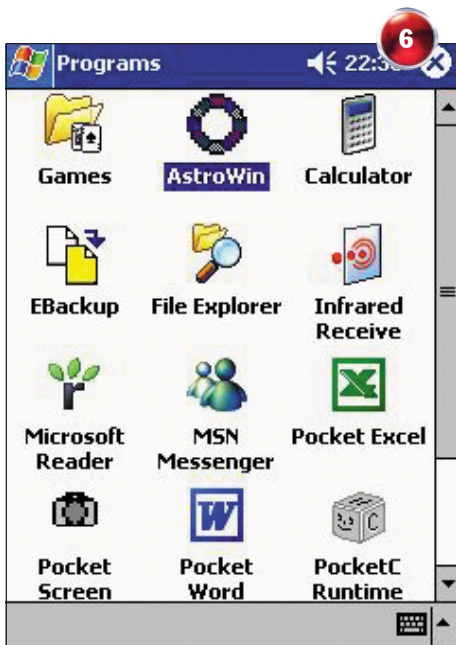 6
Programs 22:3
Games AstroWin Calculator
EBackup File Explorer Infrared
Receive
Microsoft MSN Pocket Excel
Reader Messenger
W
C
Pocket Pocket PocketC
Screen Word Runtime